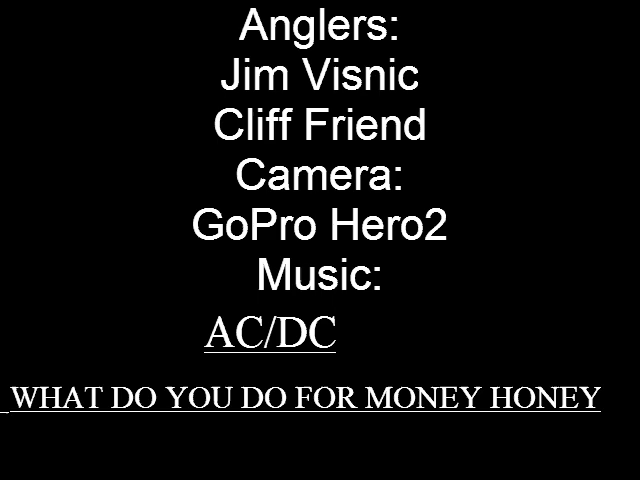 Anglers:
Jim Visnic
Cliff Friend
Camera:
GoPro Hero2
Music:
AC/DC
WHAT DO YOU DO FOR MONEY HONEY